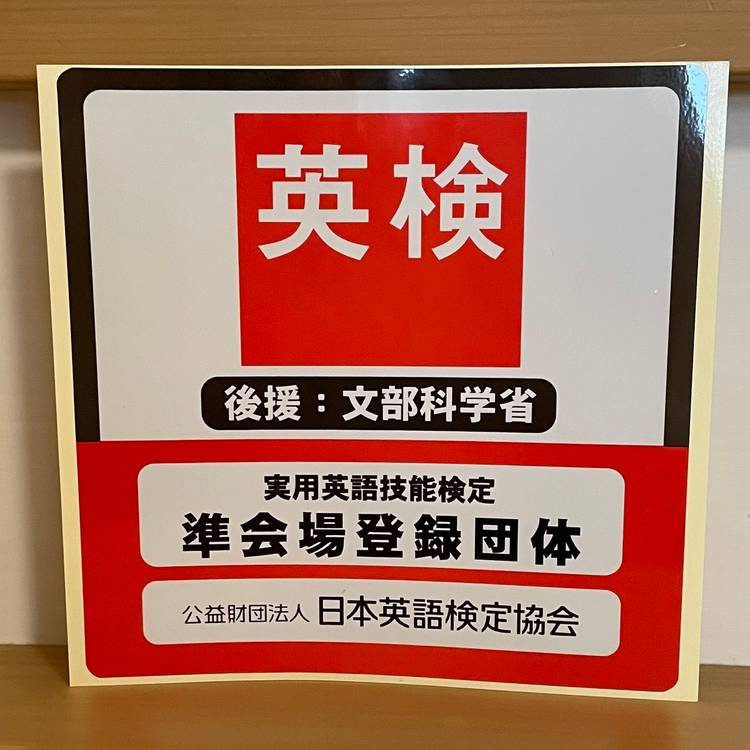 英検
後援：文部科学省
実用英語技能検定
準会場登録団体
公益財団法人 日本英語検定協会